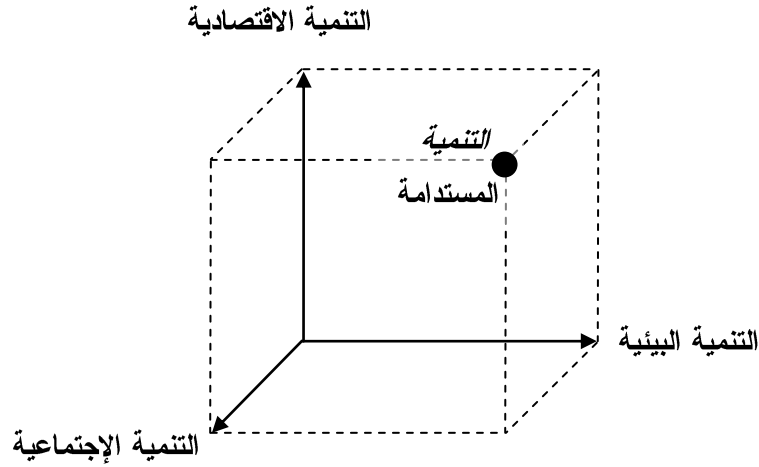 التنمية الاقتصادية
التنمية
المستدامة
التنمية البيئية
التنمية الإجتماعية